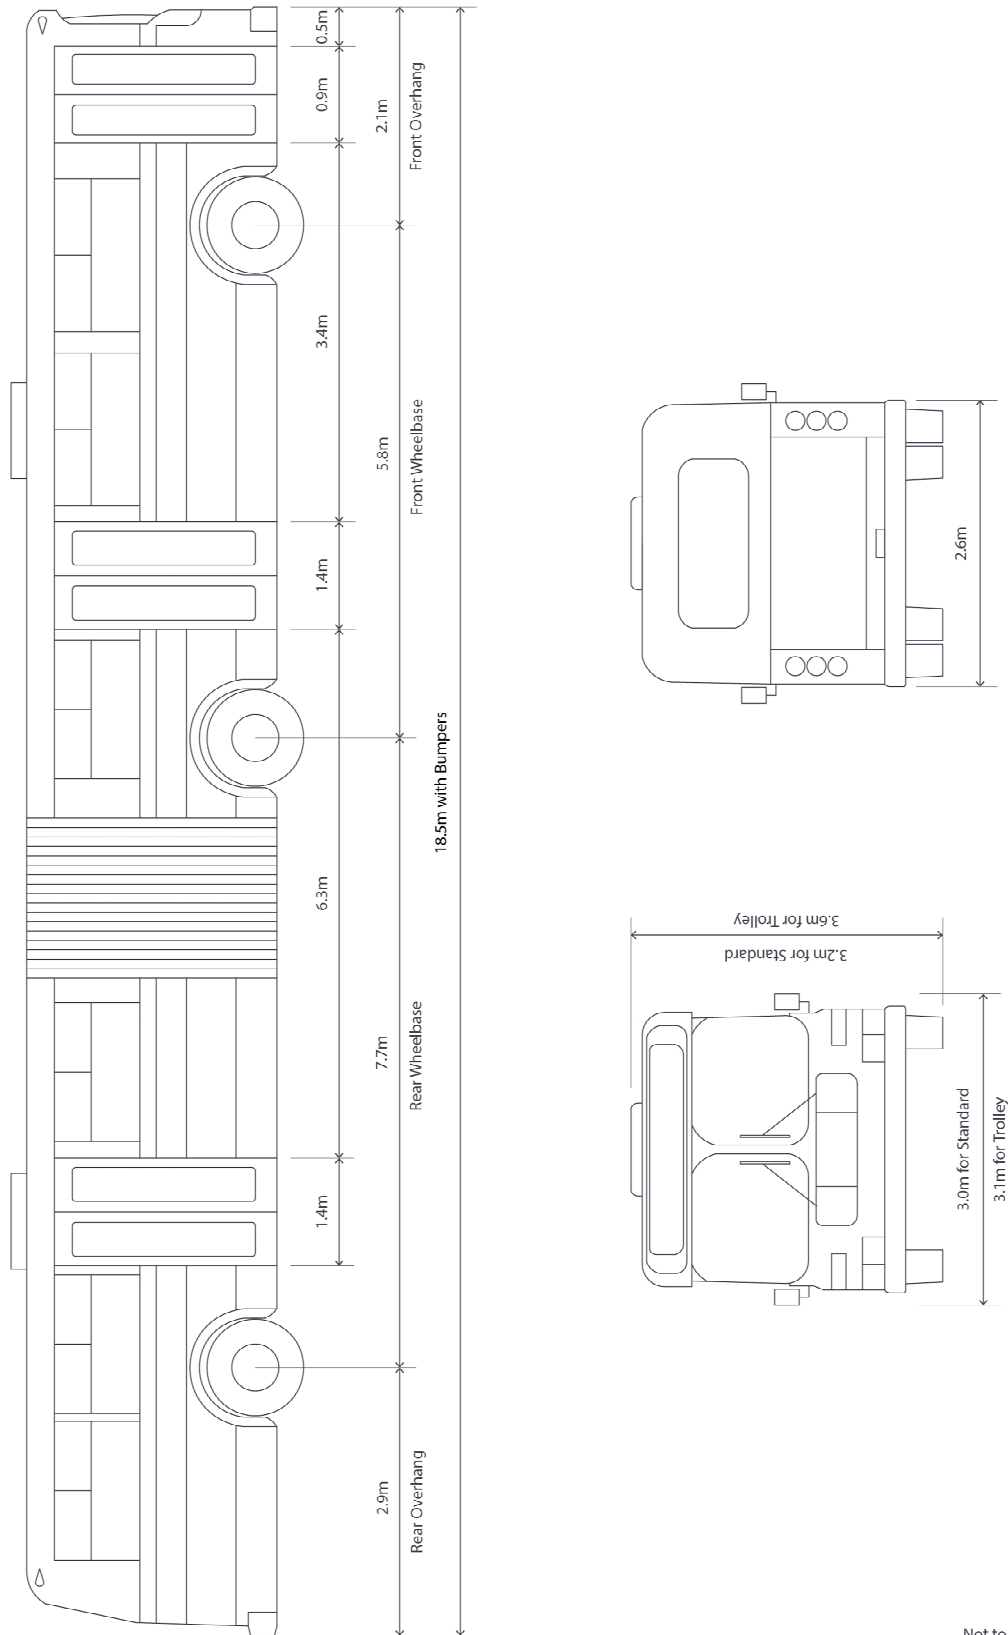 0.5m
0.9m
3.4m
1.4m
6.3m
1.4m
2.1m
Front Overhang
5.8m
Front Wheelbase
7.7m
Rear Wheelbase
2.9m
Rear Overhang
18.5m with Bumpers
2.6m
3.6m for Trolley
3.2m for Standard
3.0m for Standard
3.1m for Trolley
Not to